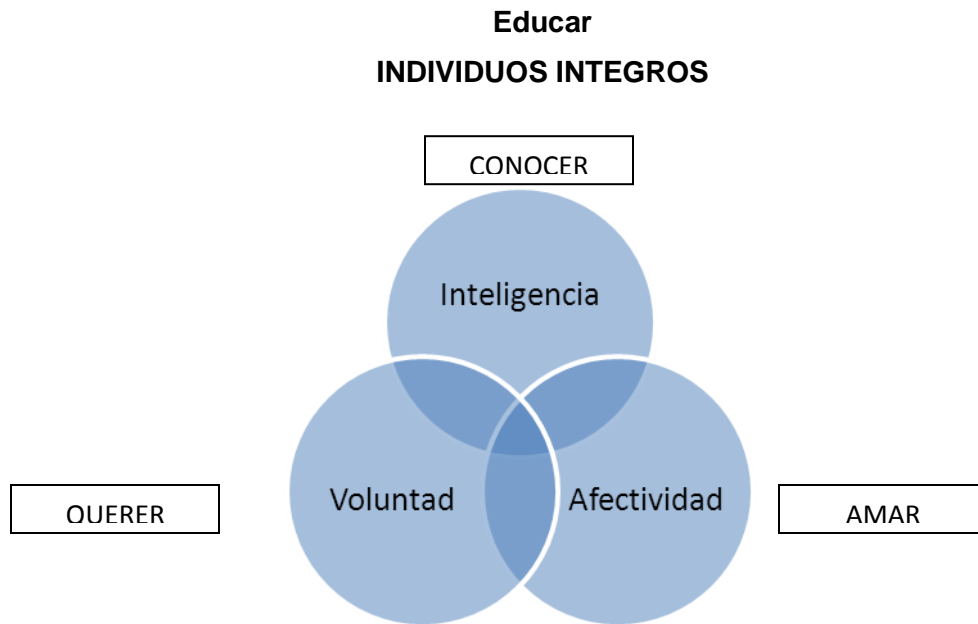 Educar
INDIVIDUOS INTEGROS
CONOCER
Inteligencia
Voluntad
Afectividad
QUERER
AMAR